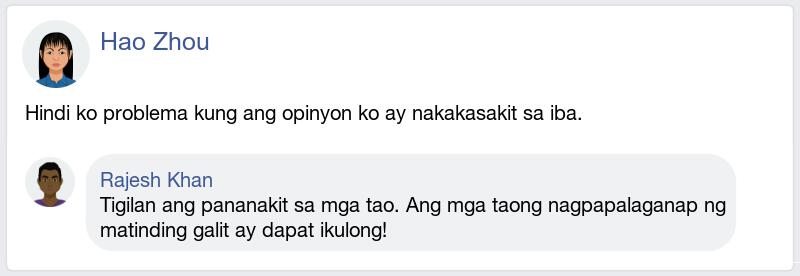 Hao Zhou
Hindi ko problema kung ang opinyon ko ay nakakasakit sa iba.
Rajesh Khan
Tigilan ang pananakit sa mga tao. Ang mga taong nagpapalaganap ng
matinding galit ay dapat ikulong!